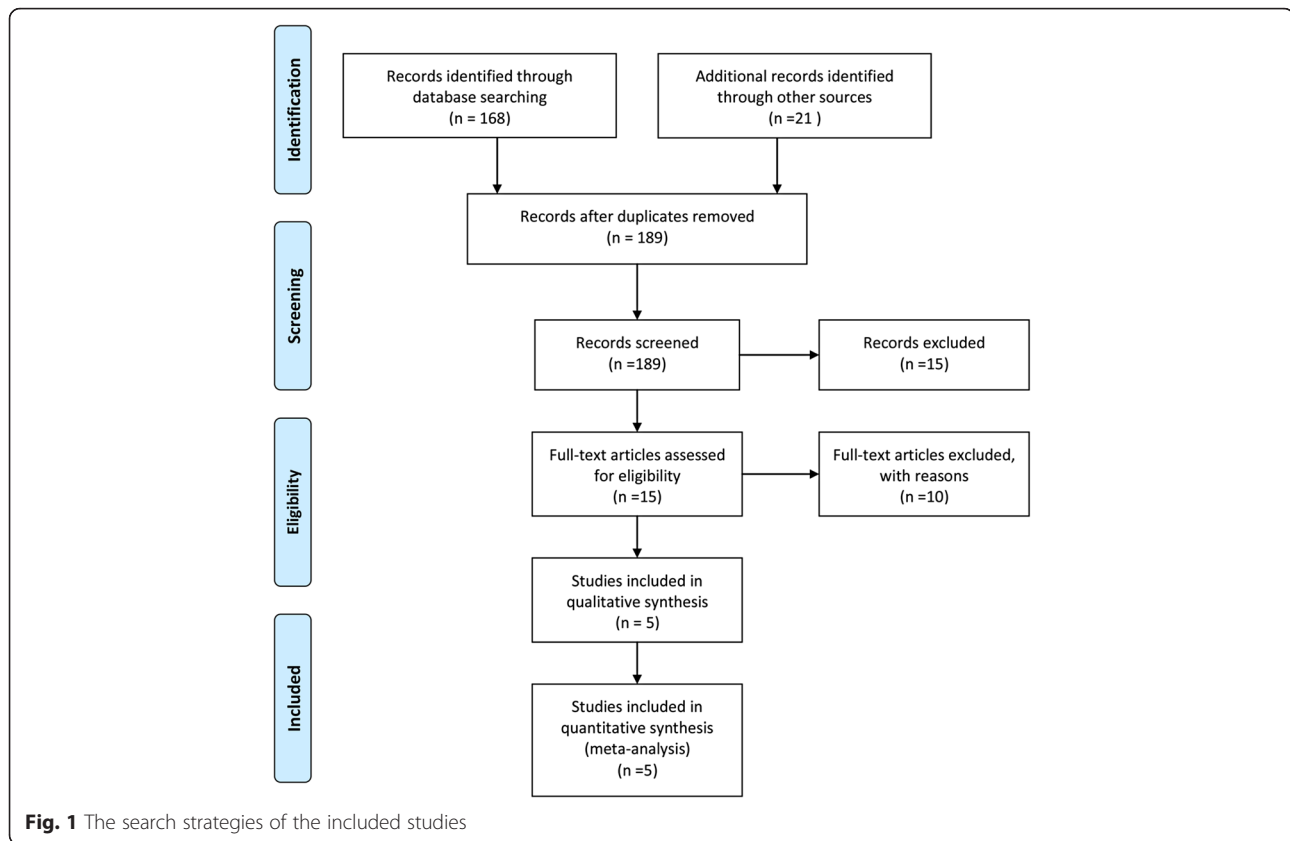 Identification
Records identified through
database searching
(n = 168)
Additional records identified
through other sources
(n =21 )
Screening
Records after duplicates removed
(n = 189)
Records screened
(n =189)
Records excluded
(n =15)
Eligibility
Full-text articles assessed
for eligibility
(n =15)
Full-text articles excluded,
with reasons
(n =10)
Studies included in
qualitative synthesis
(n = 5)
Included
Studies included in
quantitative synthesis
(meta-analysis)
(n =5)
Fig. 1 The search strategies of the included studies